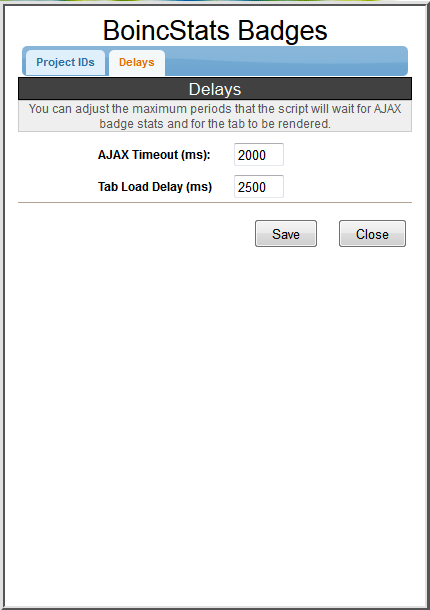 BoincStats Badges
Project IDs Delays
Delays
You can adjust the maximum periods that the script will wait for AJAX
badge stats and for the tab to be rendered.
AJAX Timeout (ms): 2000
Tab Load Delay (ms) 2500
Save Close